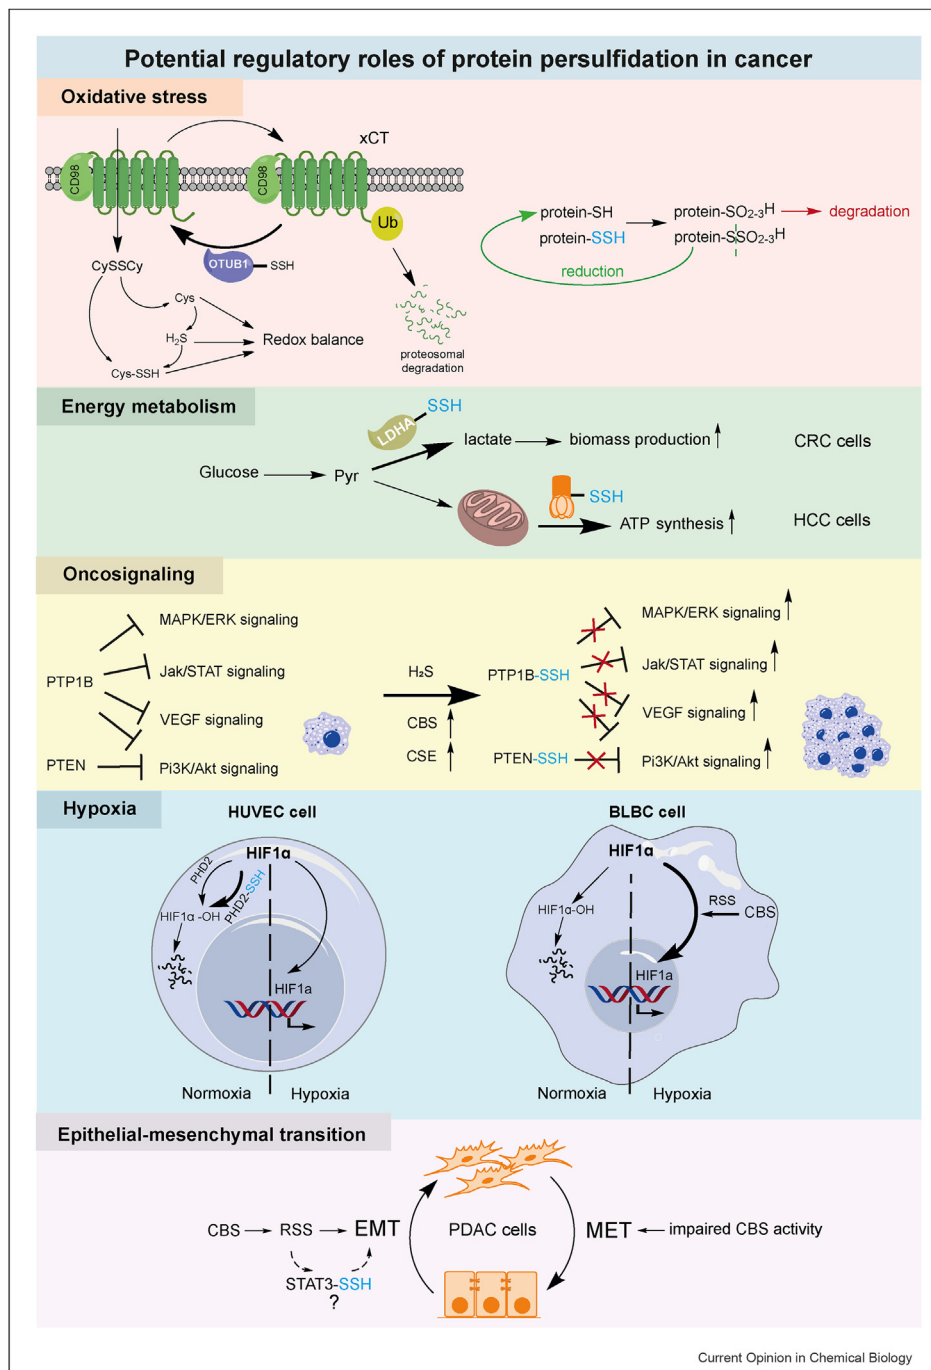 Potential regulatory roles of protein persulfidation in cancer
Oxidative stress
xCT
CD98
CD98
Ub
OTUB1
SSH
CySSCy
Cys
H₂S
Cys-SSH
Redox balance
proteosomal
degradation
protein-SH
protein-SSH
protein-SO₂₋₃H
protein-SSO₂₋₃H
degradation
reduction
Energy metabolism
LDHA
SSH
Glucose
Pyr
lactate
biomass production
CRC cells
SSH
ATP synthesis
HCC cells
Oncosignaling
PTP1B
PTEN
MAPK/ERK signaling
Jak/STAT signaling
VEGF signaling
Pi3K/Akt signaling
H₂S
CBS
CSE
PTP1B-SSH
PTEN-SSH
MAPK/ERK signaling
Jak/STAT signaling
VEGF signaling
Pi3K/Akt signaling
Hypoxia
HUVEC cell
HIF1α
PHD2
PHD2-SSH
HIF1α -OH
HIF1a
Normoxia
Hypoxia
BLBC cell
HIF1α
HIF1α-OH
RSS
CBS
HIF1a
Normoxia
Hypoxia
Epithelial-mesenchymal transition
CBS
RSS
EMT
STAT3-SSH
?
PDAC cells
MET
impaired CBS activity
Current Opinion in Chemical Biology